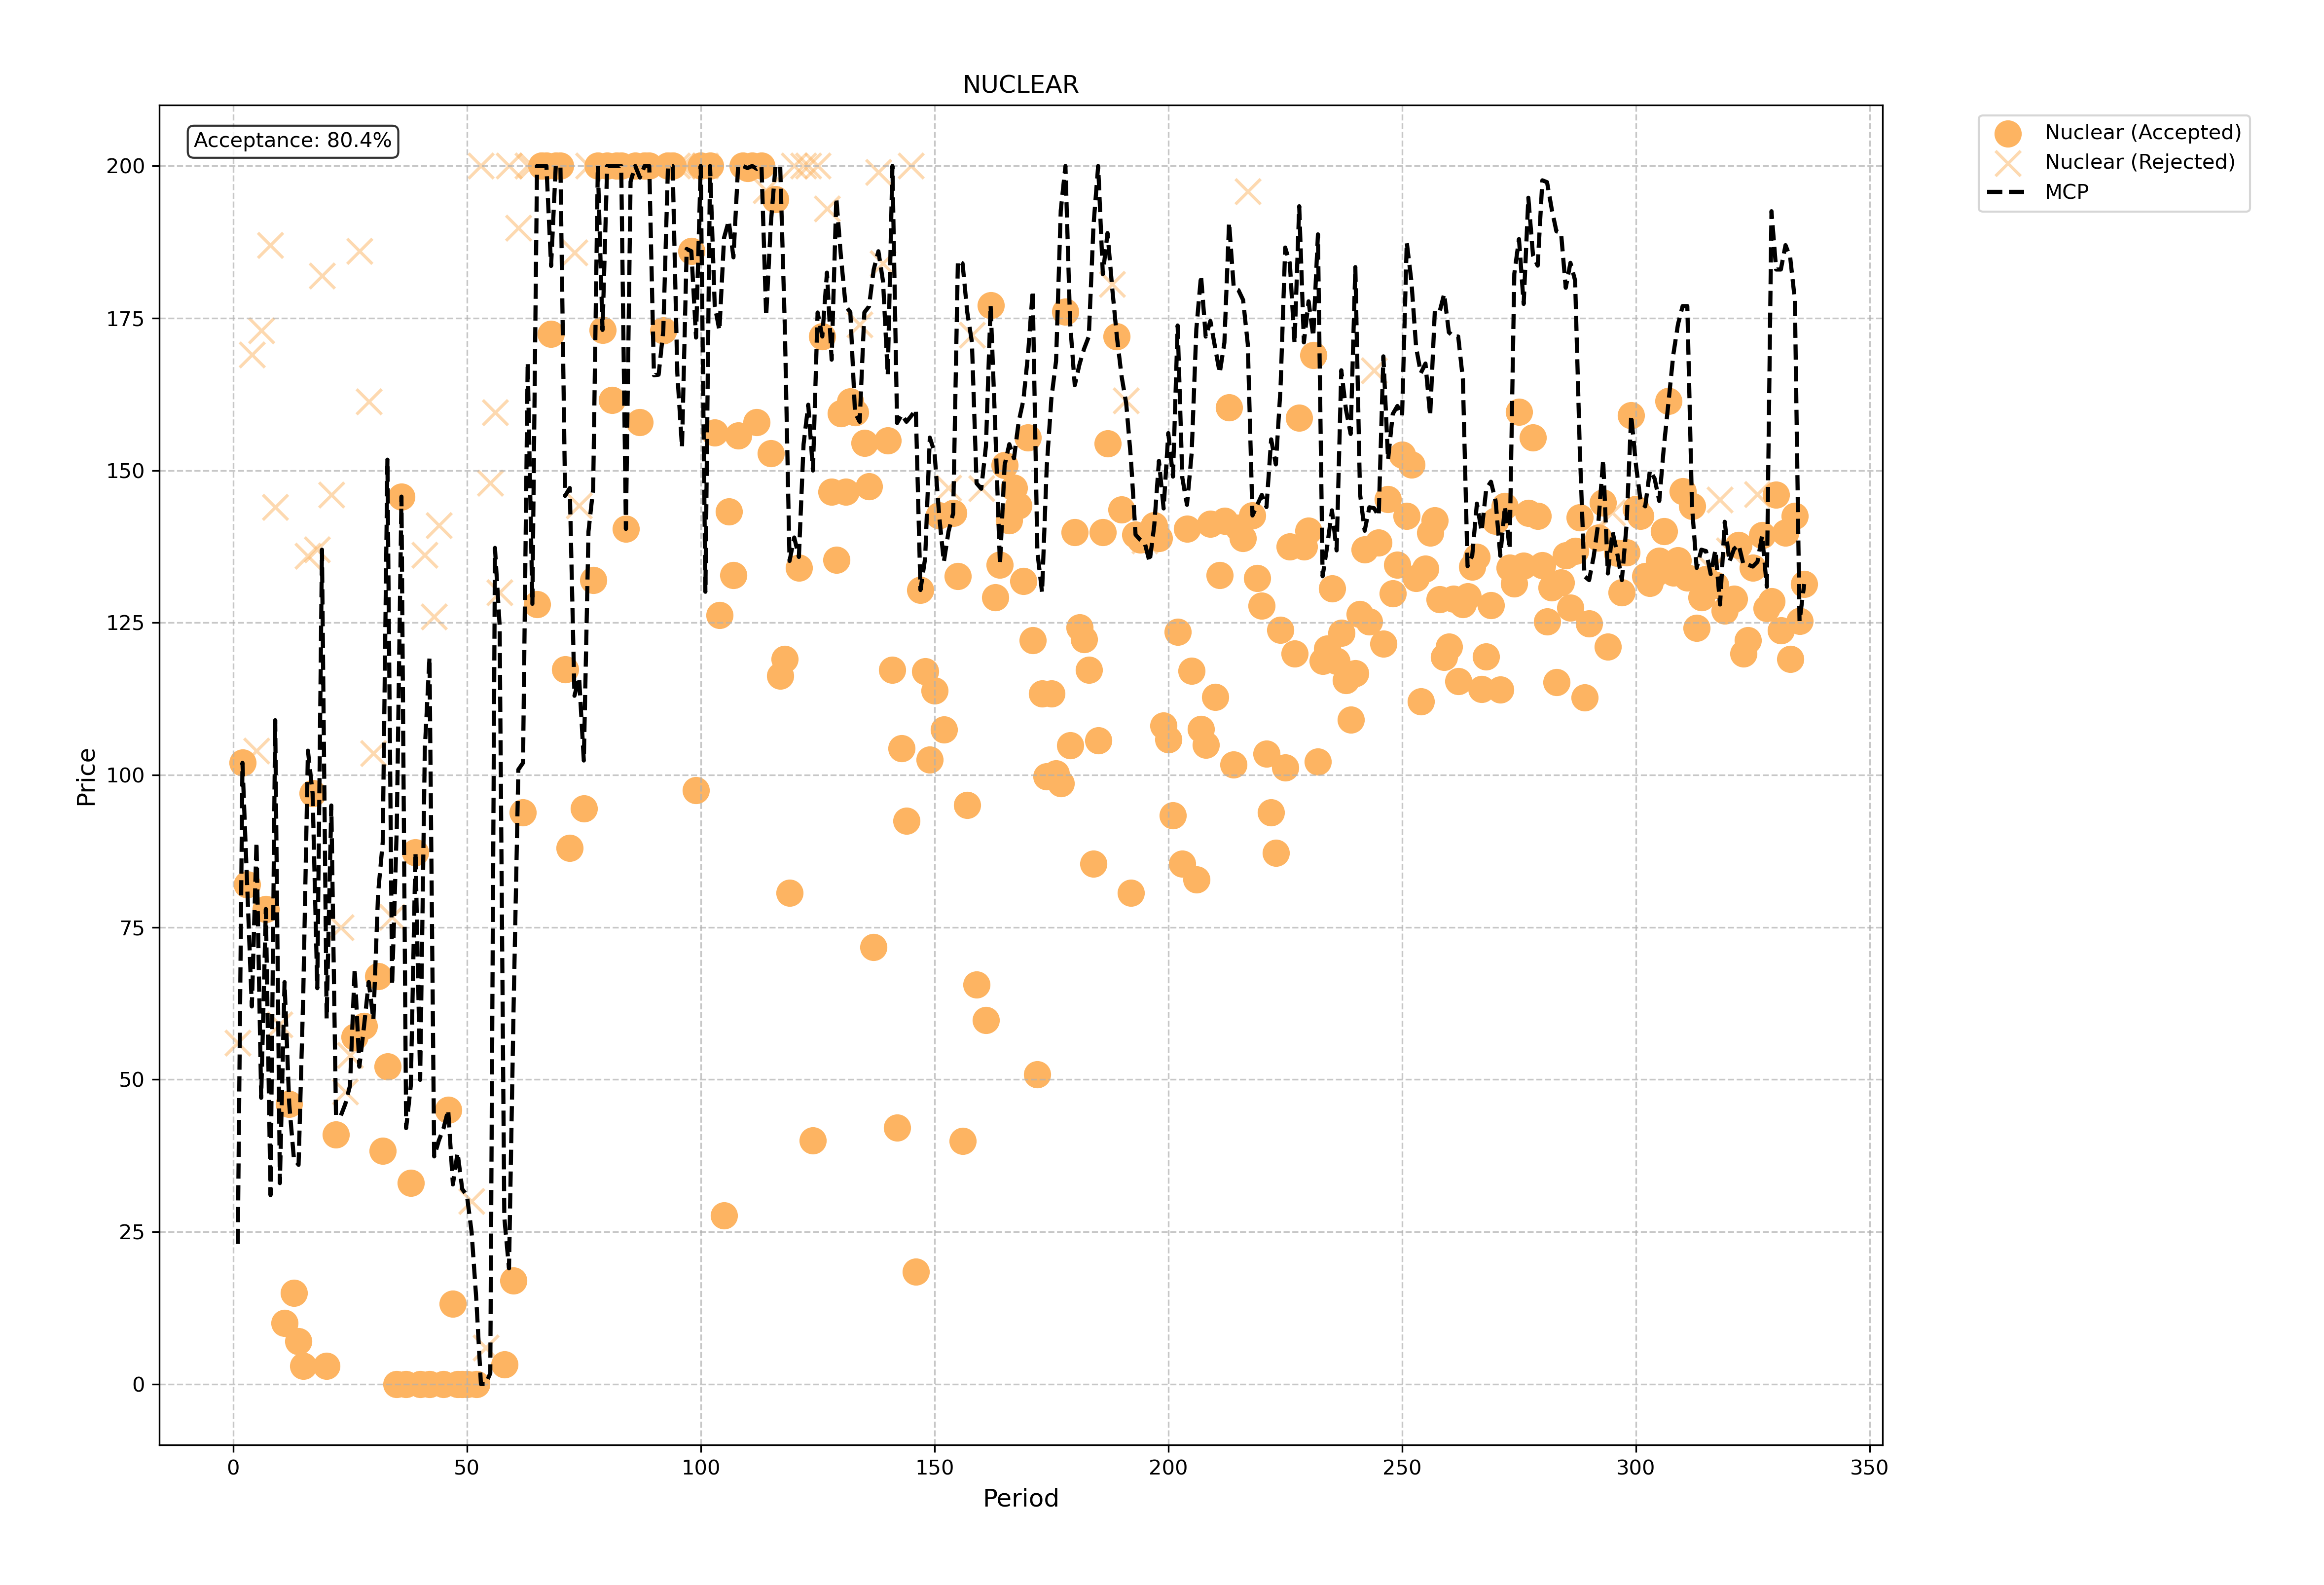 NUCLEAR
Acceptance: 80.4%
Nuclear (Accepted)
Nuclear (Rejected)
MCP
200
175
150
125
100
75
50
25
0
Price
0
50
100
150
200
250
300
350
Period